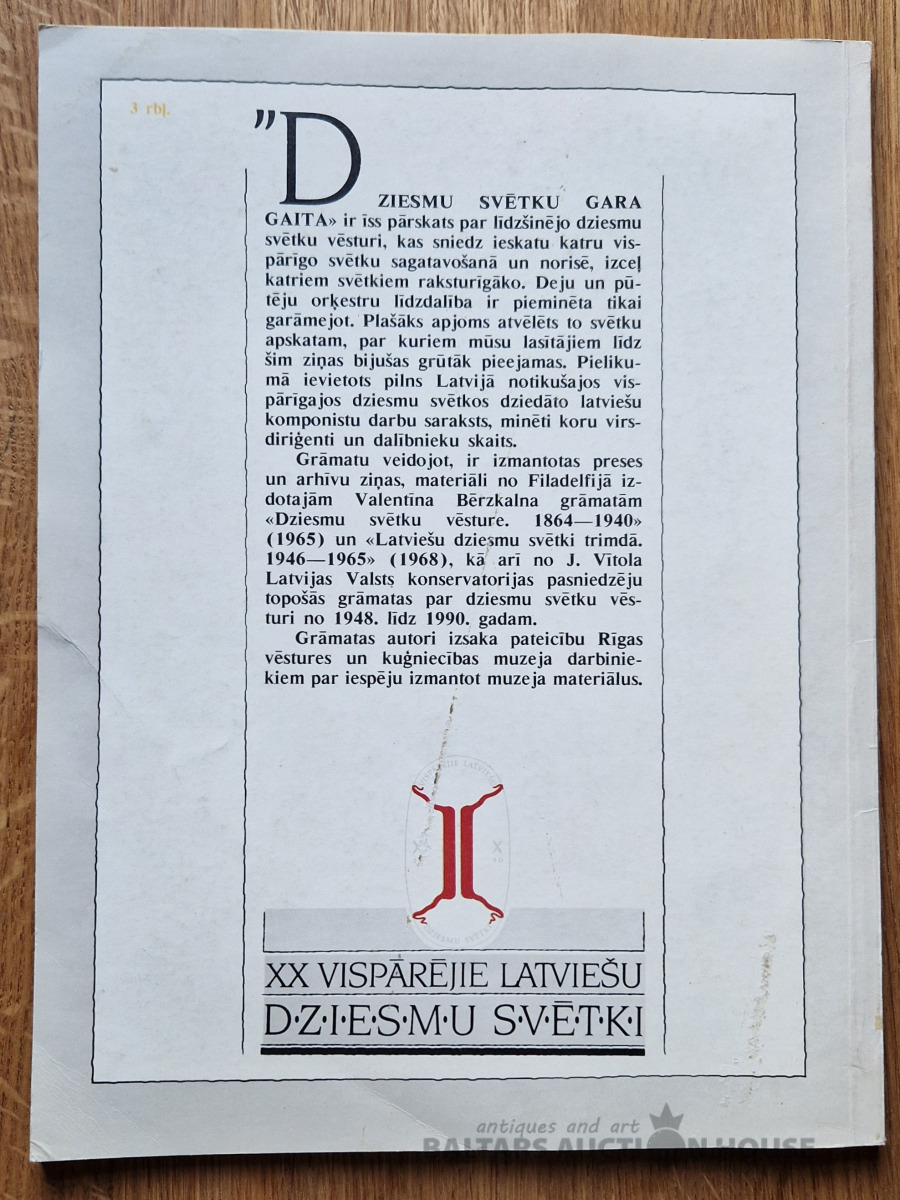 3 rbļ.
"DZIESMU SVĒTKU GARA
GAITA» ir īss pārskats par līdzšinējo dziesmu
svētku vēsturi, kas sniedz ieskatu katru vis-
pārīgo svētku sagatavošanā un norisē, izceļ
katriem svētkiem raksturīgāko. Deju un pū-
tēju orķestru līdzdalība ir pieminēta tikai
garāmejot. Plašāks apjoms atvēlēts to svētku
apskatam, par kuriem mūsu lasītājiem līdz
šim ziņas bijušas grūtāk pieejamas. Pieliku-
mā ievietots pilns Latvijā notikušajos vis-
pārīgajos dziesmu svētkos dziedāto latviešu
komponistu darbu saraksts, minēti koru virs-
diriģenti un dalībnieku skaits.
Grāmatu veidojot, ir izmantotas preses
un arhīvu ziņas, materiāli no Filadelfijā iz-
dotajām Valentīna Bērzkalna grāmatām
«Dziesmu svētku vēsture. 1864—1940»
(1965) un «Latviešu dziesmu svētki trimdā.
1946—1965» (1968), kā arī no J. Vītola
Latvijas Valsts konservatorijas pasniedzēju
topošās grāmatas par dziesmu svētku vēs-
turi no 1948. līdz 1990. gadam.
Grāmatas autori izsaka pateicību Rīgas
vēstures un kuģniecības muzeja darbinie-
kiem par iespēju izmantot muzeja materiālus.
XX VISPĀRĒJIE LATVIEŠU
D·Z·I·E·S·M·U S·V·Ē·T·K·I
antiques and art
BALTARS AUCTION HOUSE